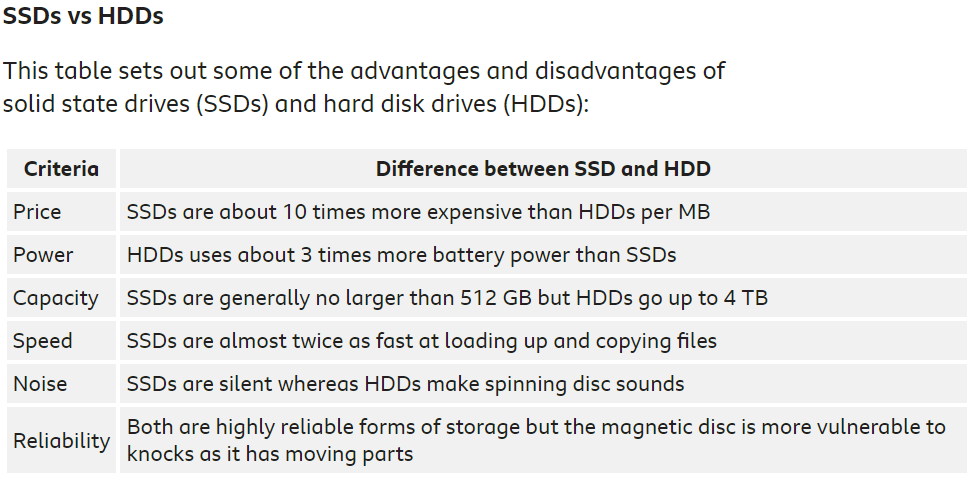 SSDs vs HDDs
This table sets out some of the advantages and disadvantages of
solid state drives (SSDs) and hard disk drives (HDDs):
Criteria Difference between SSD and HDD
Price SSDs are about 10 times more expensive than HDDs per MB
Power HDDs uses about 3 times more battery power than SSDs
Capacity SSDs are generally no larger than 512 GB but HDDs go up to 4 TB
Speed SSDs are almost twice as fast at loading up and copying files
Noise SSDs are silent whereas HDDs make spinning disc sounds
Reliability Both are highly reliable forms of storage but the magnetic disc is more vulnerable to
knocks as it has moving parts